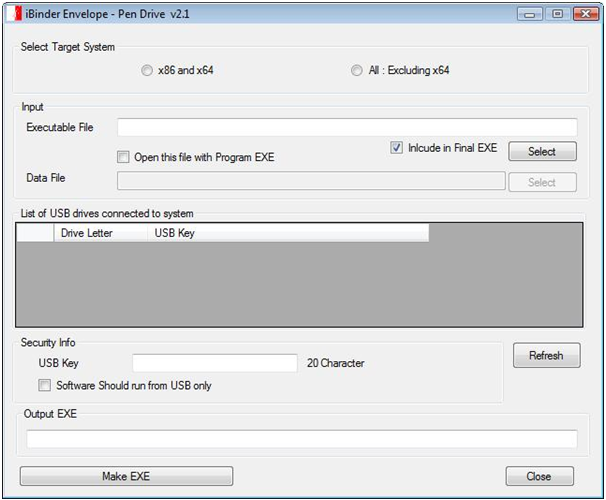 iBinder Envelope - Pen Drive v2.1
Select Target System
x86 and x64
All : Excluding x64
Input
Executable File
Inlcude in Final EXE
Select
Open this file with Program EXE
Data File
Select
List of USB drives connected to system
Drive Letter
USB Key
Security Info
USB Key
20 Character
Refresh
Software Should run from USB only
Output EXE
Make EXE
Close